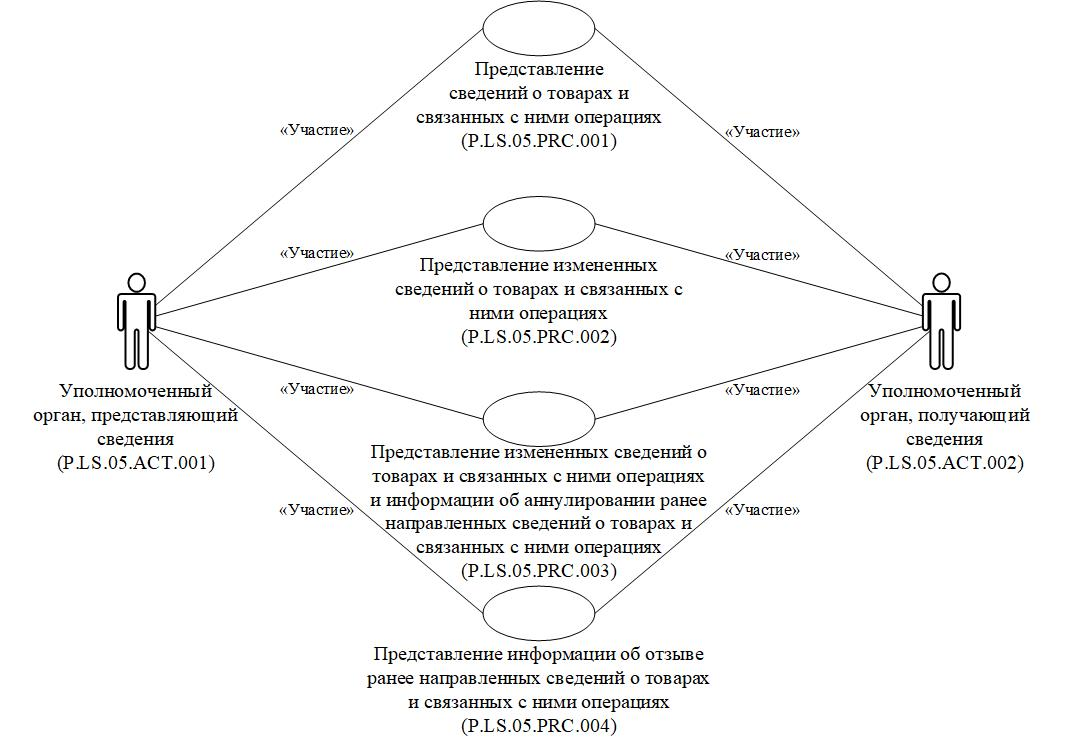 Представление
сведений о товарах и
связанных с ними операциях
(P.LS.05.PRC.001)
«Участие»
«Участие»
«Участие»
«Участие»
Представление измененных
сведений о товарах и связанных с
ними операциях
(P.LS.05.PRC.002)
Уполномоченный
орган, представляющий
сведения
(P.LS.05.ACT.001)
«Участие»
«Участие»
Уполномоченный
орган, получающий
сведения
(P.LS.05.ACT.002)
Представление измененных сведений о
товарах и связанных с ними операциях
и информации об аннулировании ранее
направленных сведений о товарах и
связанных с ними операциях
(P.LS.05.PRC.003)
«Участие»
«Участие»
Представление информации об отзыве
ранее направленных сведений о товарах
и связанных с ними операциях
(P.LS.05.PRC.004)